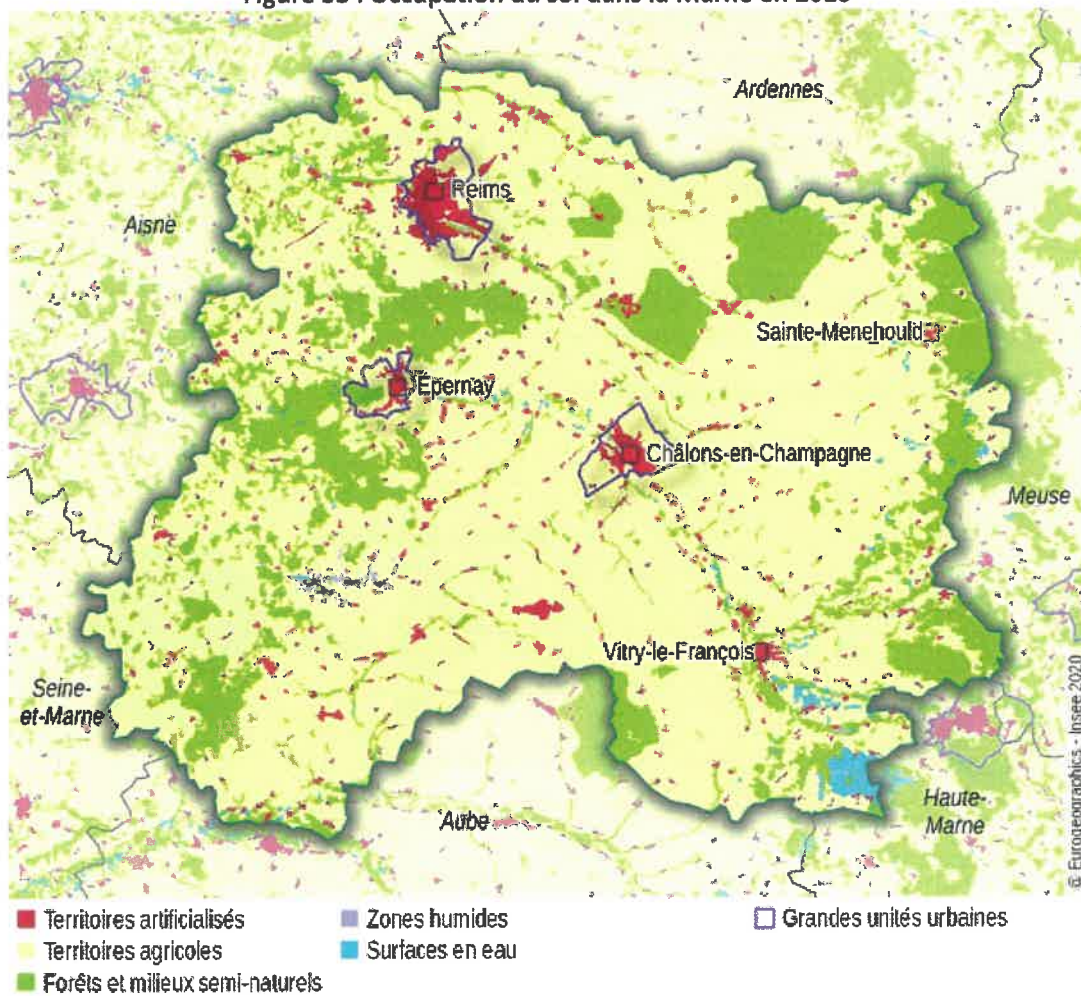 Ardennes
Reims
Aisne
Sainte-Menehould
Epernay
Châlons-en-Champagne
Meuse
Vitry-le-François
Seine-
et-Marne
Haute-
Marne
Aube
© Eurogeographics - Insee 2020
Territoires artificialisés
Territoires agricoles
Forêts et milieux semi-naturels
Zones humides
Surfaces en eau
Grandes unités urbaines